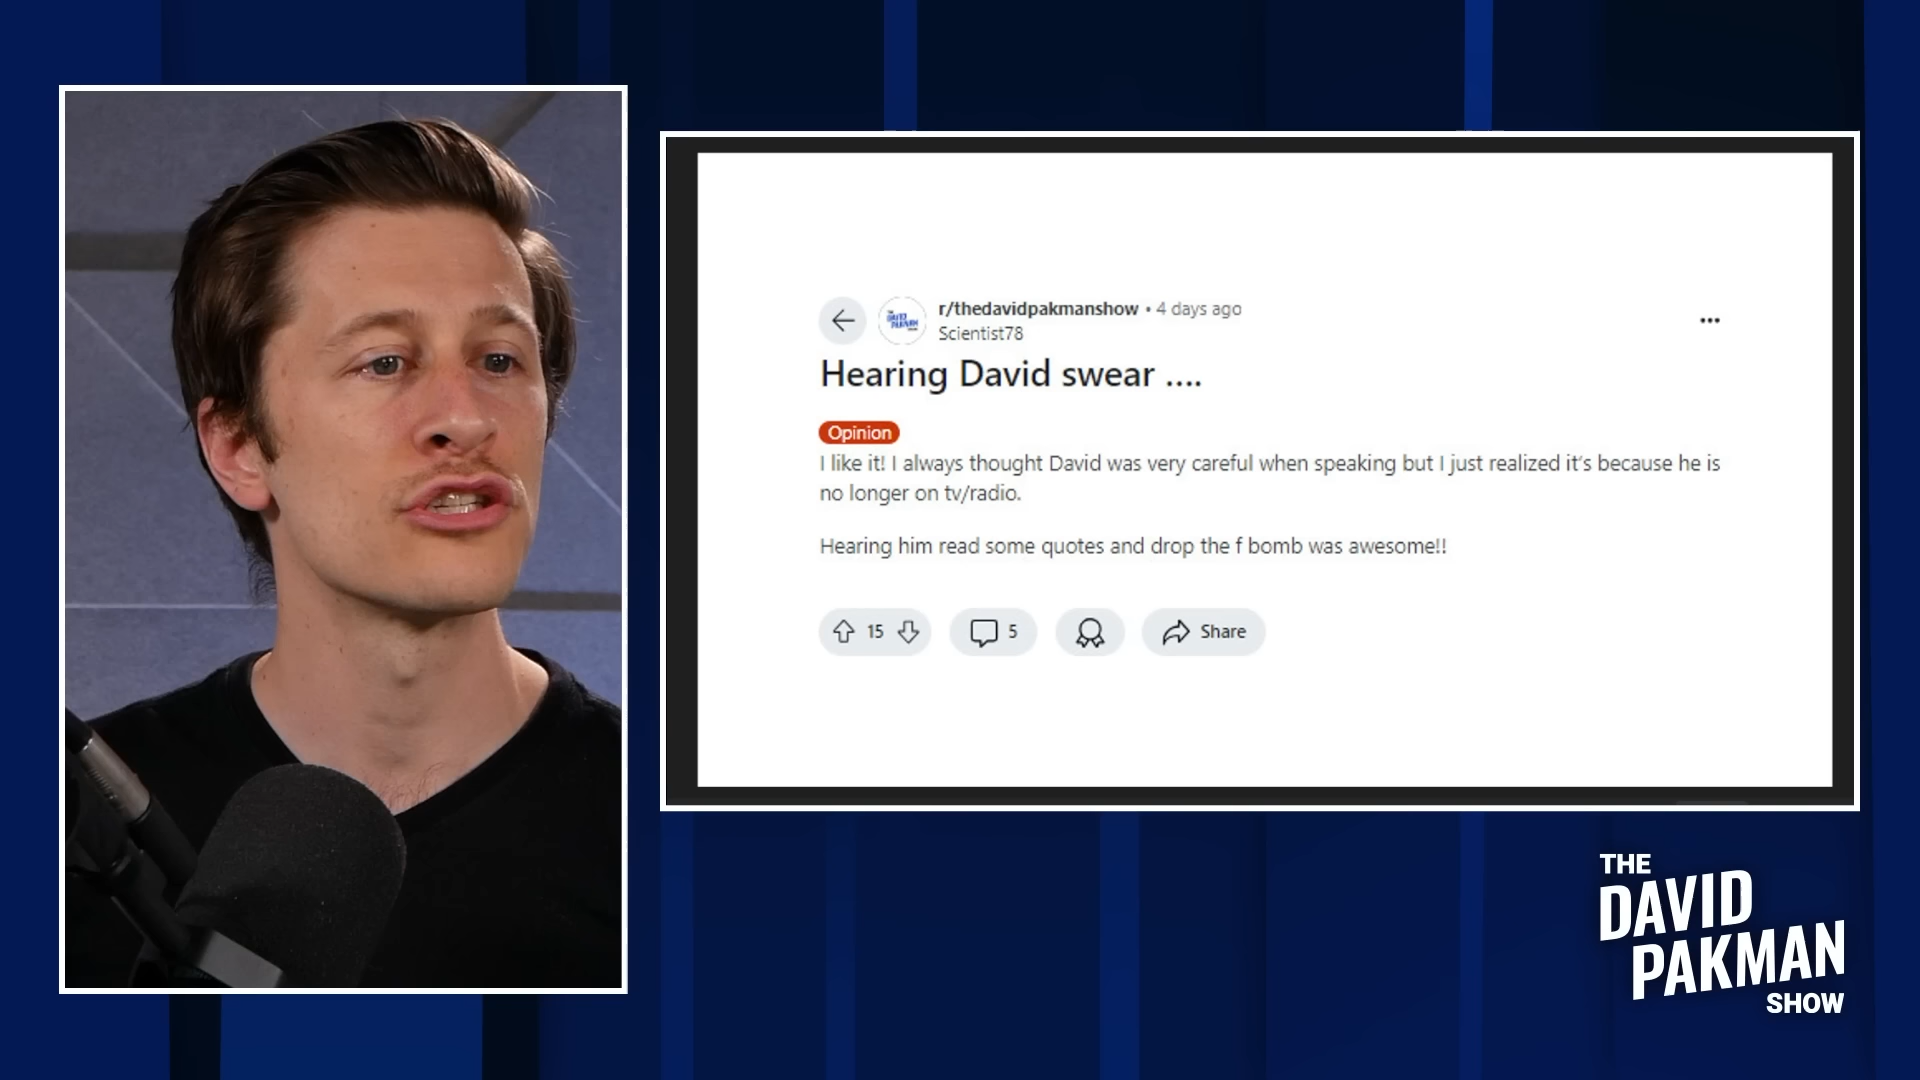 r/thedavidpakmanshow • 4 days ago
Scientist78
Hearing David swear ....
Opinion
I like it! I always thought David was very careful when speaking but I just realized it's because he is
no longer on tv/radio.
Hearing him read some quotes and drop the f bomb was awesome!!
15
5
Share
THE
DAVID
PAKMAN
SHOW